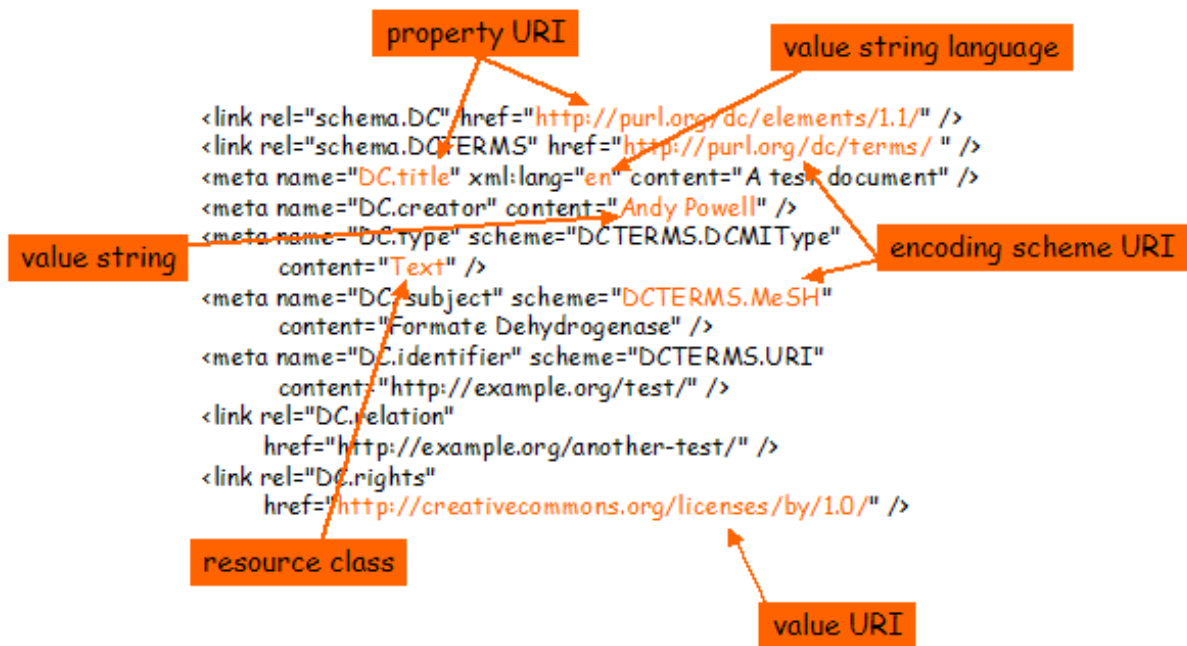 property URI
value string language
<link rel="schema.DC" href="http://purl.org/dc/elements/1.1/" />
<link rel="schema.DCTERMS" href="http://purl.org/dc/terms/ " />
<meta name="DC.title" xml:lang="en" content="A test document" />
<meta name="DC.creator" content="Andy Powell" />
<meta name="DC.type" scheme="DCTERMS.DCMIType"
value string
encoding scheme URI
content="Text" />
<meta name="DC. subject" scheme="DCTERMS.MeSH"
content="Formate Dehydrogenase" />
<meta name="DC.identifier" scheme="DCTERMS.URI"
content="http://example.org/test/" />
<link rel="DC.relation"
href="http://example.org/another-test/" />
<link rel="DC.rights"
href="http://creativecommons.org/licenses/by/1.0/" />
resource class
value URI